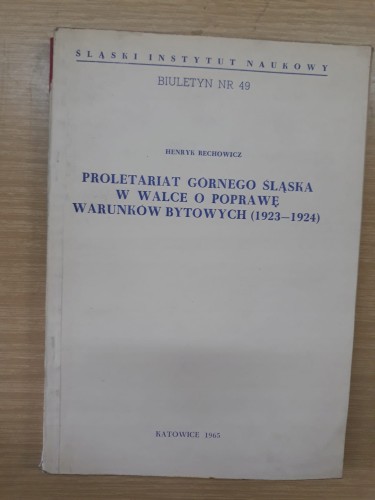 ŚLĄSKI INSTYTUT NAUKOWY
BIULETYN NR 49
HENRYK RECHOWICZ
PROLETARIAT GÓRNEGO ŚLĄSKA
W WALCE O POPRAWĘ
WARUNKÓW BYTOWYCH (1923—1924)
KATOWICE 1965